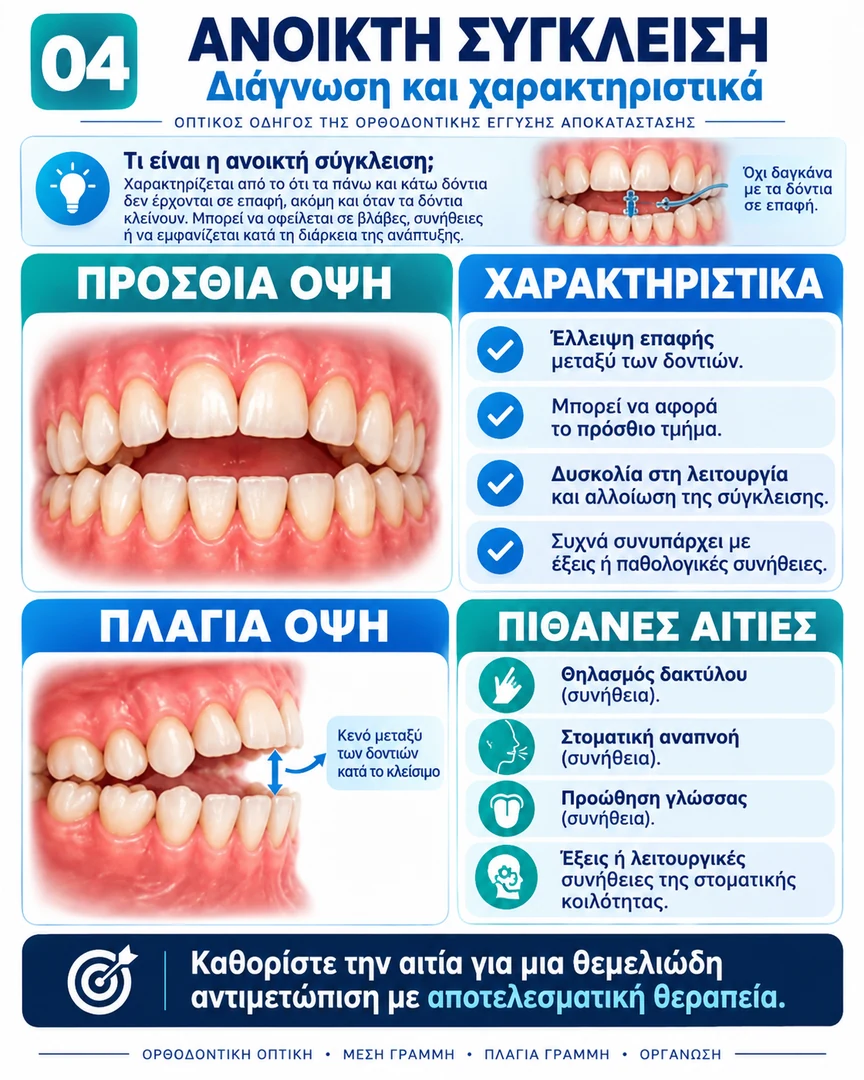 04
ΑΝΟΙΚΤΗ ΣΥΓΚΛΕΙΣΗ
Διάγνωση και χαρακτηριστικά
ΟΠΤΙΚΟΣ ΟΔΗΓΟΣ ΤΗΣ ΟΡΘΟΔΟΝΤΙΚΗΣ ΕΓΓΥΣΗΣ ΑΠΟΚΑΤΑΣΤΑΣΗΣ
Τι είναι η ανοικτή σύγκλειση;
Χαρακτηρίζεται από το ότι τα πάνω και κάτω δόντια
δεν έρχονται σε επαφή, ακόμη και όταν τα δόντια
κλείνουν. Μπορεί να οφείλεται σε βλάβες, συνήθειες
ή να εμφανίζεται κατά τη διάρκεια της ανάπτυξης.
Όχι δαγκάνα
με τα δόντια
σε επαφή.
ΠΡΟΣΘΙΑ ΟΨΗ
ΧΑΡΑΚΤΗΡΙΣΤΙΚΑ
Έλλειψη επαφής
μεταξύ των δοντιών.
Μπορεί να αφορά
το πρόσθιο τμήμα.
Δυσκολία στη λειτουργία
και αλλοίωση της σύγκλεισης.
Συχνά συνυπάρχει με
έξεις ή παθολογικές συνήθειες.
ΠΛΑΓΙΑ ΟΨΗ
Κενό μεταξύ
των δοντιών
κατά το κλείσιμο
ΠΙΘΑΝΕΣ ΑΙΤΙΕΣ
Θηλασμός δακτύλου
(συνήθεια).
Στοματική αναπνοή
(συνήθεια).
Προώθηση γλώσσας
(συνήθεια).
Έξεις ή λειτουργικές
συνήθειες της στοματικής
κοιλότητας.
Καθορίστε την αιτία για μια θεμελιώδη
αντιμετώπιση με αποτελεσματική θεραπεία.
ΟΡΘΟΔΟΝΤΙΚΗ ΟΠΤΙΚΗ • ΜΕΣΗ ΓΡΑΜΜΗ • ΠΛΑΓΙΑ ΓΡΑΜΜΗ • ΟΡΓΑΝΩΣΗ